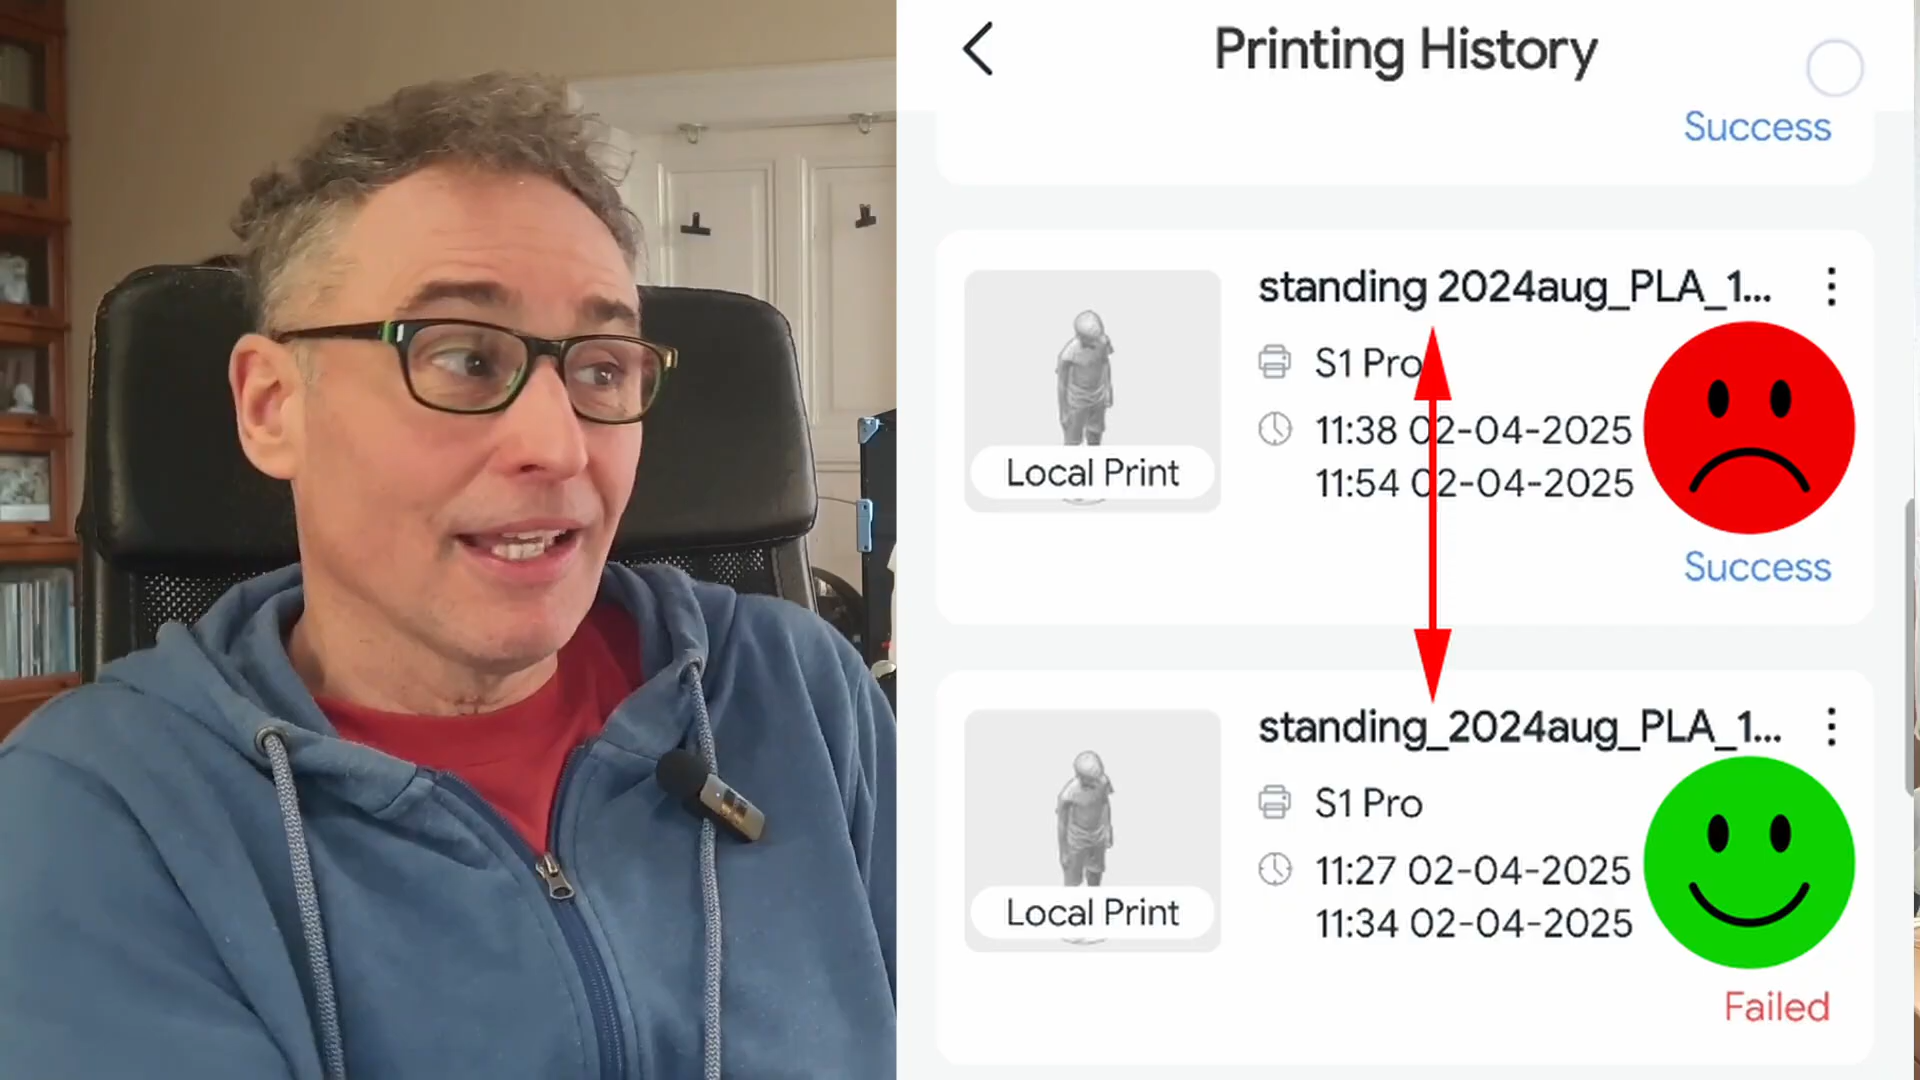 Printing History
Success
standing 2024aug_PLA_1...
S1 Pro
11:38 02-04-2025
11:54 02-04-2025
Local Print
Success
standing_2024aug_PLA_1...
S1 Pro
11:27 02-04-2025
11:34 02-04-2025
Local Print
Failed